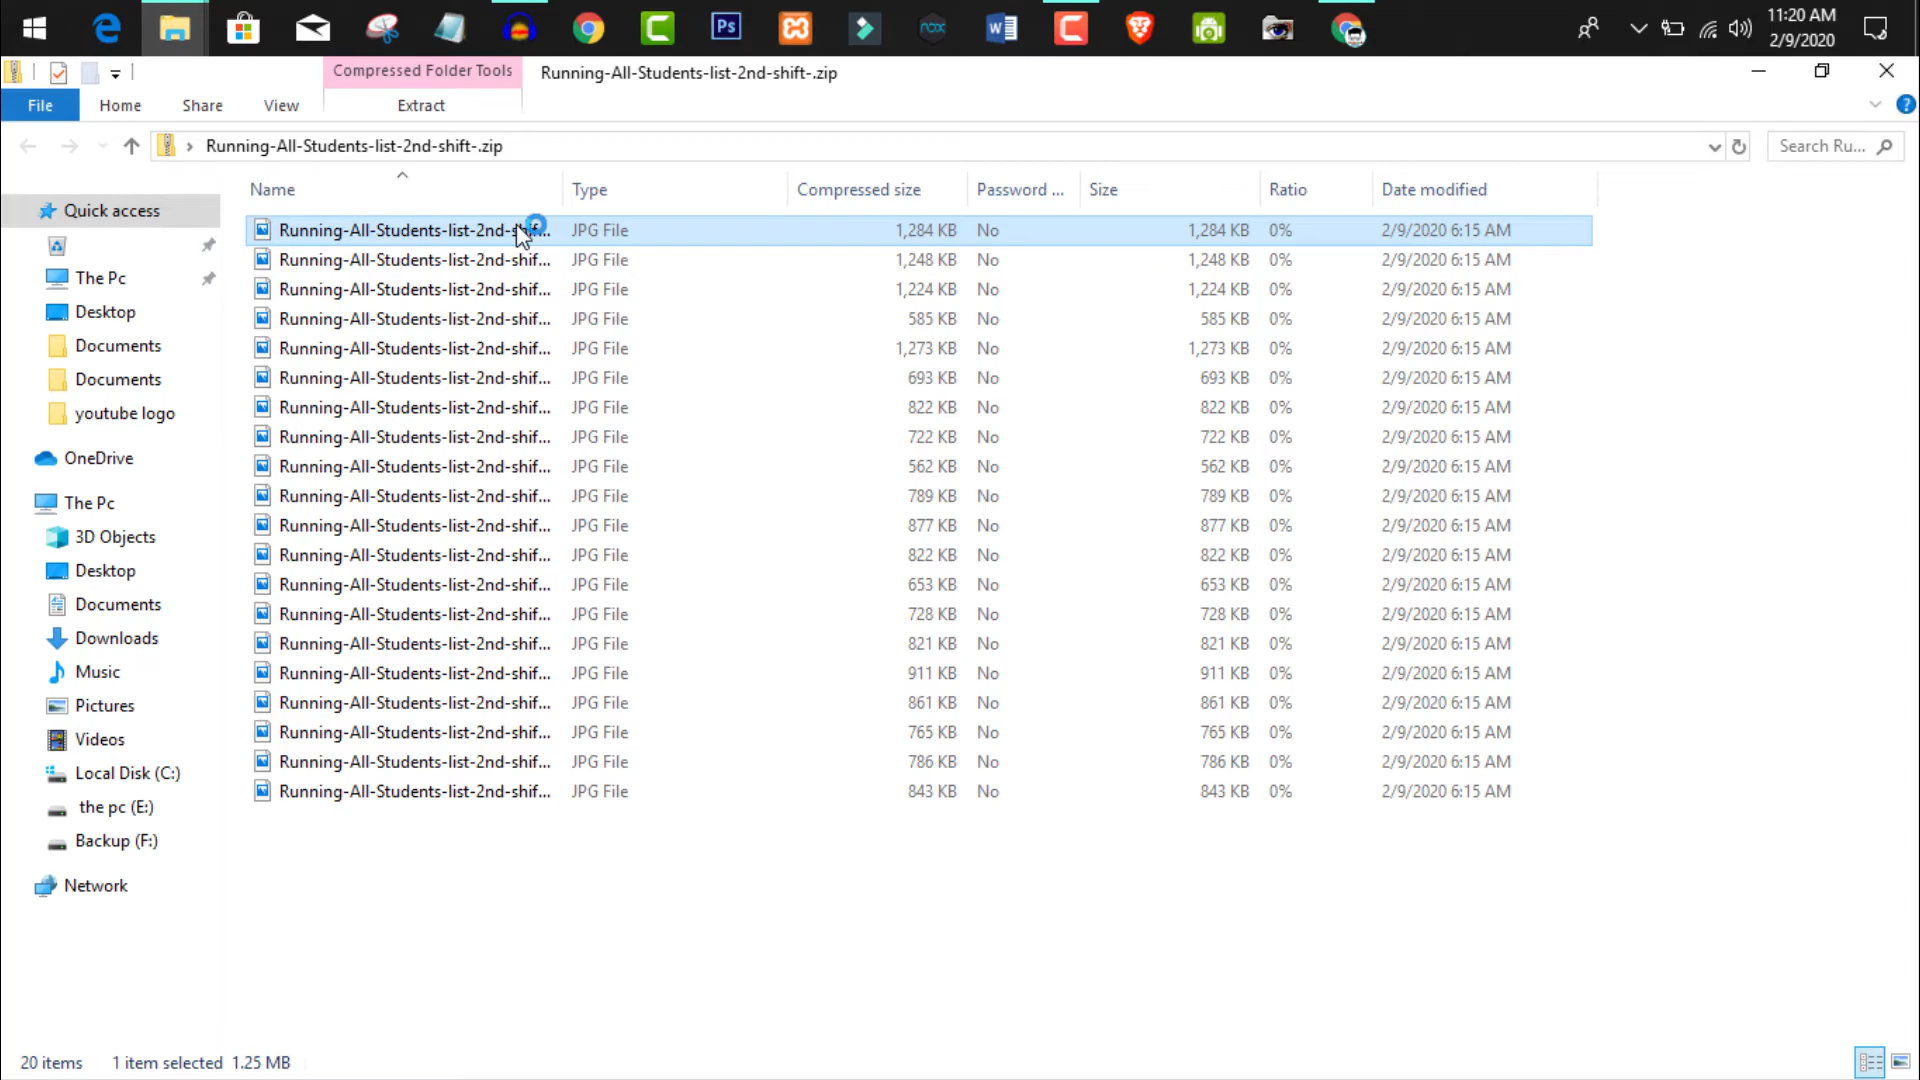 Ps
nox
11:20 AM
2/9/2020
Compressed Folder Tools
Running-All-Students-list-2nd-shift-.zip
File Home Share View Extract
Running-All-Students-list-2nd-shift-.zip
Search Ru...
Name Type Compressed size Password ... Size Ratio Date modified
Running-All-Students-list-2nd-shif... JPG File 1,284 KB No 1,284 KB 0% 2/9/2020 6:15 AM
Running-All-Students-list-2nd-shif... JPG File 1,248 KB No 1,248 KB 0% 2/9/2020 6:15 AM
Running-All-Students-list-2nd-shif... JPG File 1,224 KB No 1,224 KB 0% 2/9/2020 6:15 AM
Running-All-Students-list-2nd-shif... JPG File 585 KB No 585 KB 0% 2/9/2020 6:15 AM
Running-All-Students-list-2nd-shif... JPG File 1,273 KB No 1,273 KB 0% 2/9/2020 6:15 AM
Running-All-Students-list-2nd-shif... JPG File 693 KB No 693 KB 0% 2/9/2020 6:15 AM
Running-All-Students-list-2nd-shif... JPG File 822 KB No 822 KB 0% 2/9/2020 6:15 AM
Running-All-Students-list-2nd-shif... JPG File 722 KB No 722 KB 0% 2/9/2020 6:15 AM
Running-All-Students-list-2nd-shif... JPG File 562 KB No 562 KB 0% 2/9/2020 6:15 AM
Running-All-Students-list-2nd-shif... JPG File 789 KB No 789 KB 0% 2/9/2020 6:15 AM
Running-All-Students-list-2nd-shif... JPG File 877 KB No 877 KB 0% 2/9/2020 6:15 AM
Running-All-Students-list-2nd-shif... JPG File 822 KB No 822 KB 0% 2/9/2020 6:15 AM
Running-All-Students-list-2nd-shif... JPG File 653 KB No 653 KB 0% 2/9/2020 6:15 AM
Running-All-Students-list-2nd-shif... JPG File 728 KB No 728 KB 0% 2/9/2020 6:15 AM
Running-All-Students-list-2nd-shif... JPG File 821 KB No 821 KB 0% 2/9/2020 6:15 AM
Running-All-Students-list-2nd-shif... JPG File 911 KB No 911 KB 0% 2/9/2020 6:15 AM
Running-All-Students-list-2nd-shif... JPG File 861 KB No 861 KB 0% 2/9/2020 6:15 AM
Running-All-Students-list-2nd-shif... JPG File 765 KB No 765 KB 0% 2/9/2020 6:15 AM
Running-All-Students-list-2nd-shif... JPG File 786 KB No 786 KB 0% 2/9/2020 6:15 AM
Running-All-Students-list-2nd-shif... JPG File 843 KB No 843 KB 0% 2/9/2020 6:15 AM
Quick access
The Pc
Desktop
Documents
Documents
youtube logo
OneDrive
The Pc
3D Objects
Desktop
Documents
Downloads
Music
Pictures
Videos
Local Disk (C:)
the pc (E:)
Backup (F:)
Network
20 items 1 item selected 1.25 MB